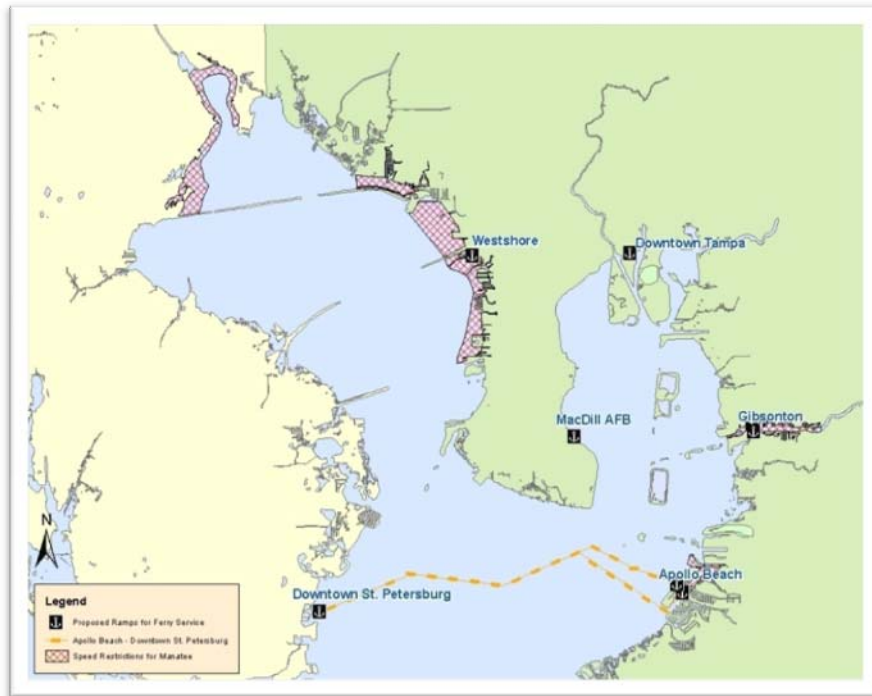 Westshore
Downtown Tampa
MacDill AFB
Gibsonton
Apollo Beach
Downtown St. Petersburg
N
Legend
Proposed Ramps for Ferry Service
Apollo Beach - Downtown St. Petersburg
Speed Restrictions for Manatee